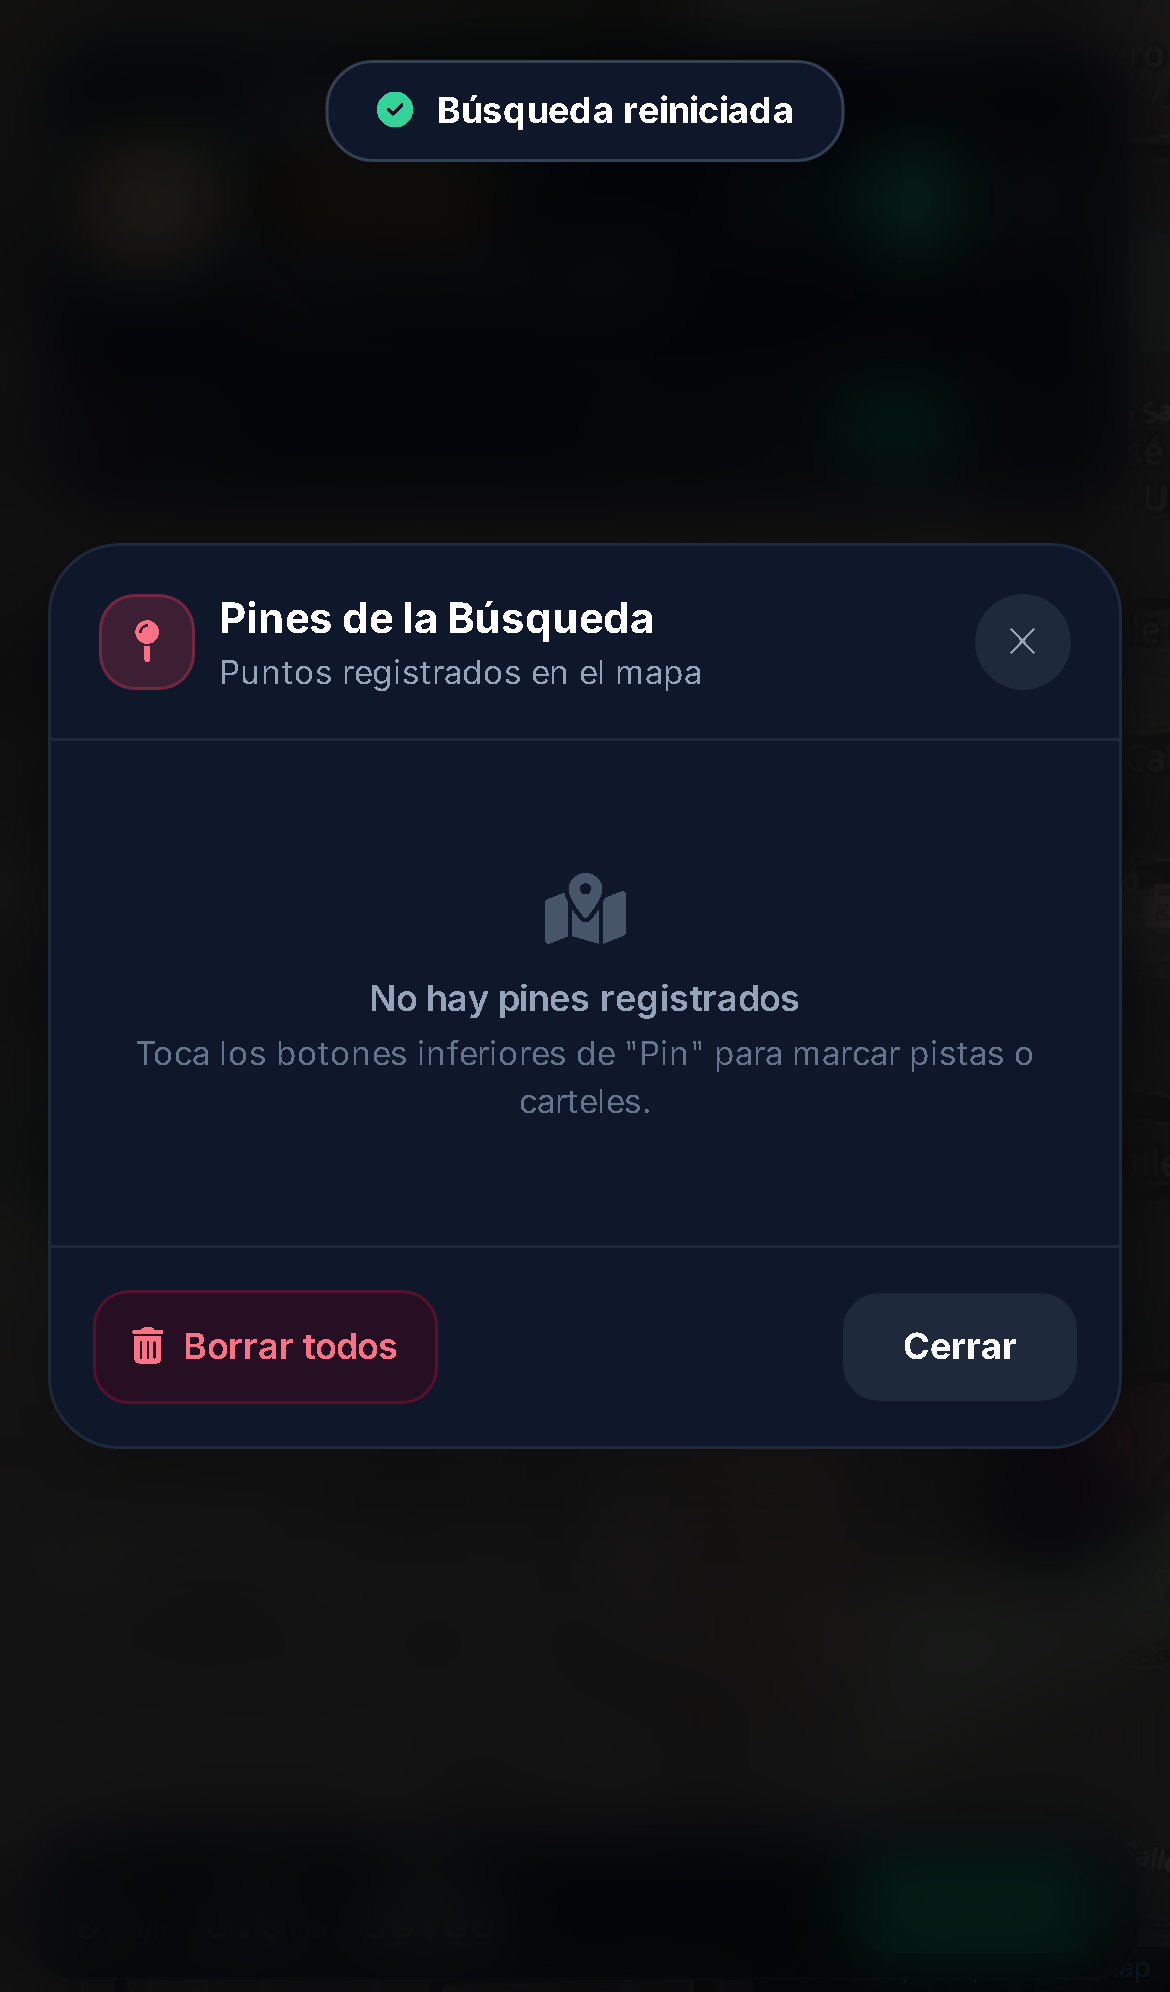 Búsqueda reiniciada
Pines de la Búsqueda
Puntos registrados en el mapa
No hay pines registrados
Toca los botones inferiores de "Pin" para marcar pistas o
carteles.
Borrar todos
Cerrar